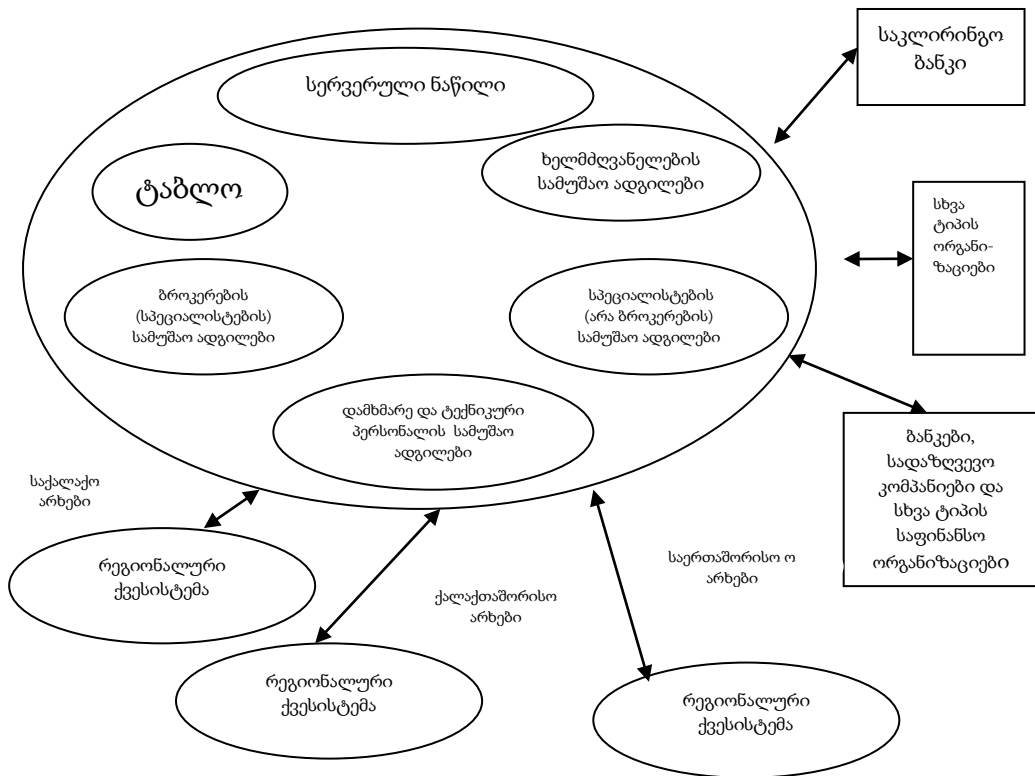 საკლირინგო
ბანკი
სერვერული ნაწილი
ხელმძღვანელების
სამუშაო ადგილები
ტაბლო
სხვა
ტიპის
ორგანი-
ზაციები
ბროკერების
(სპეციალისტების)
სამუშაო ადგილები
სპეციალისტების
(არა ბროკერების)
სამუშაო ადგილები
დამხმარე და ტექნიკური
პერსონალის სამუშაო
ადგილები
ბანკები,
სადაზღვევო
კომპანიები და
სხვა ტიპის
საფინანსო
ორგანიზაციები
საქალაქო
არხები
რეგიონალური
ქვესისტემა
ქალაქთაშორისო
არხები
საერთაშორისო ო
არხები
რეგიონალური
ქვესისტემა
რეგიონალური
ქვესისტემა